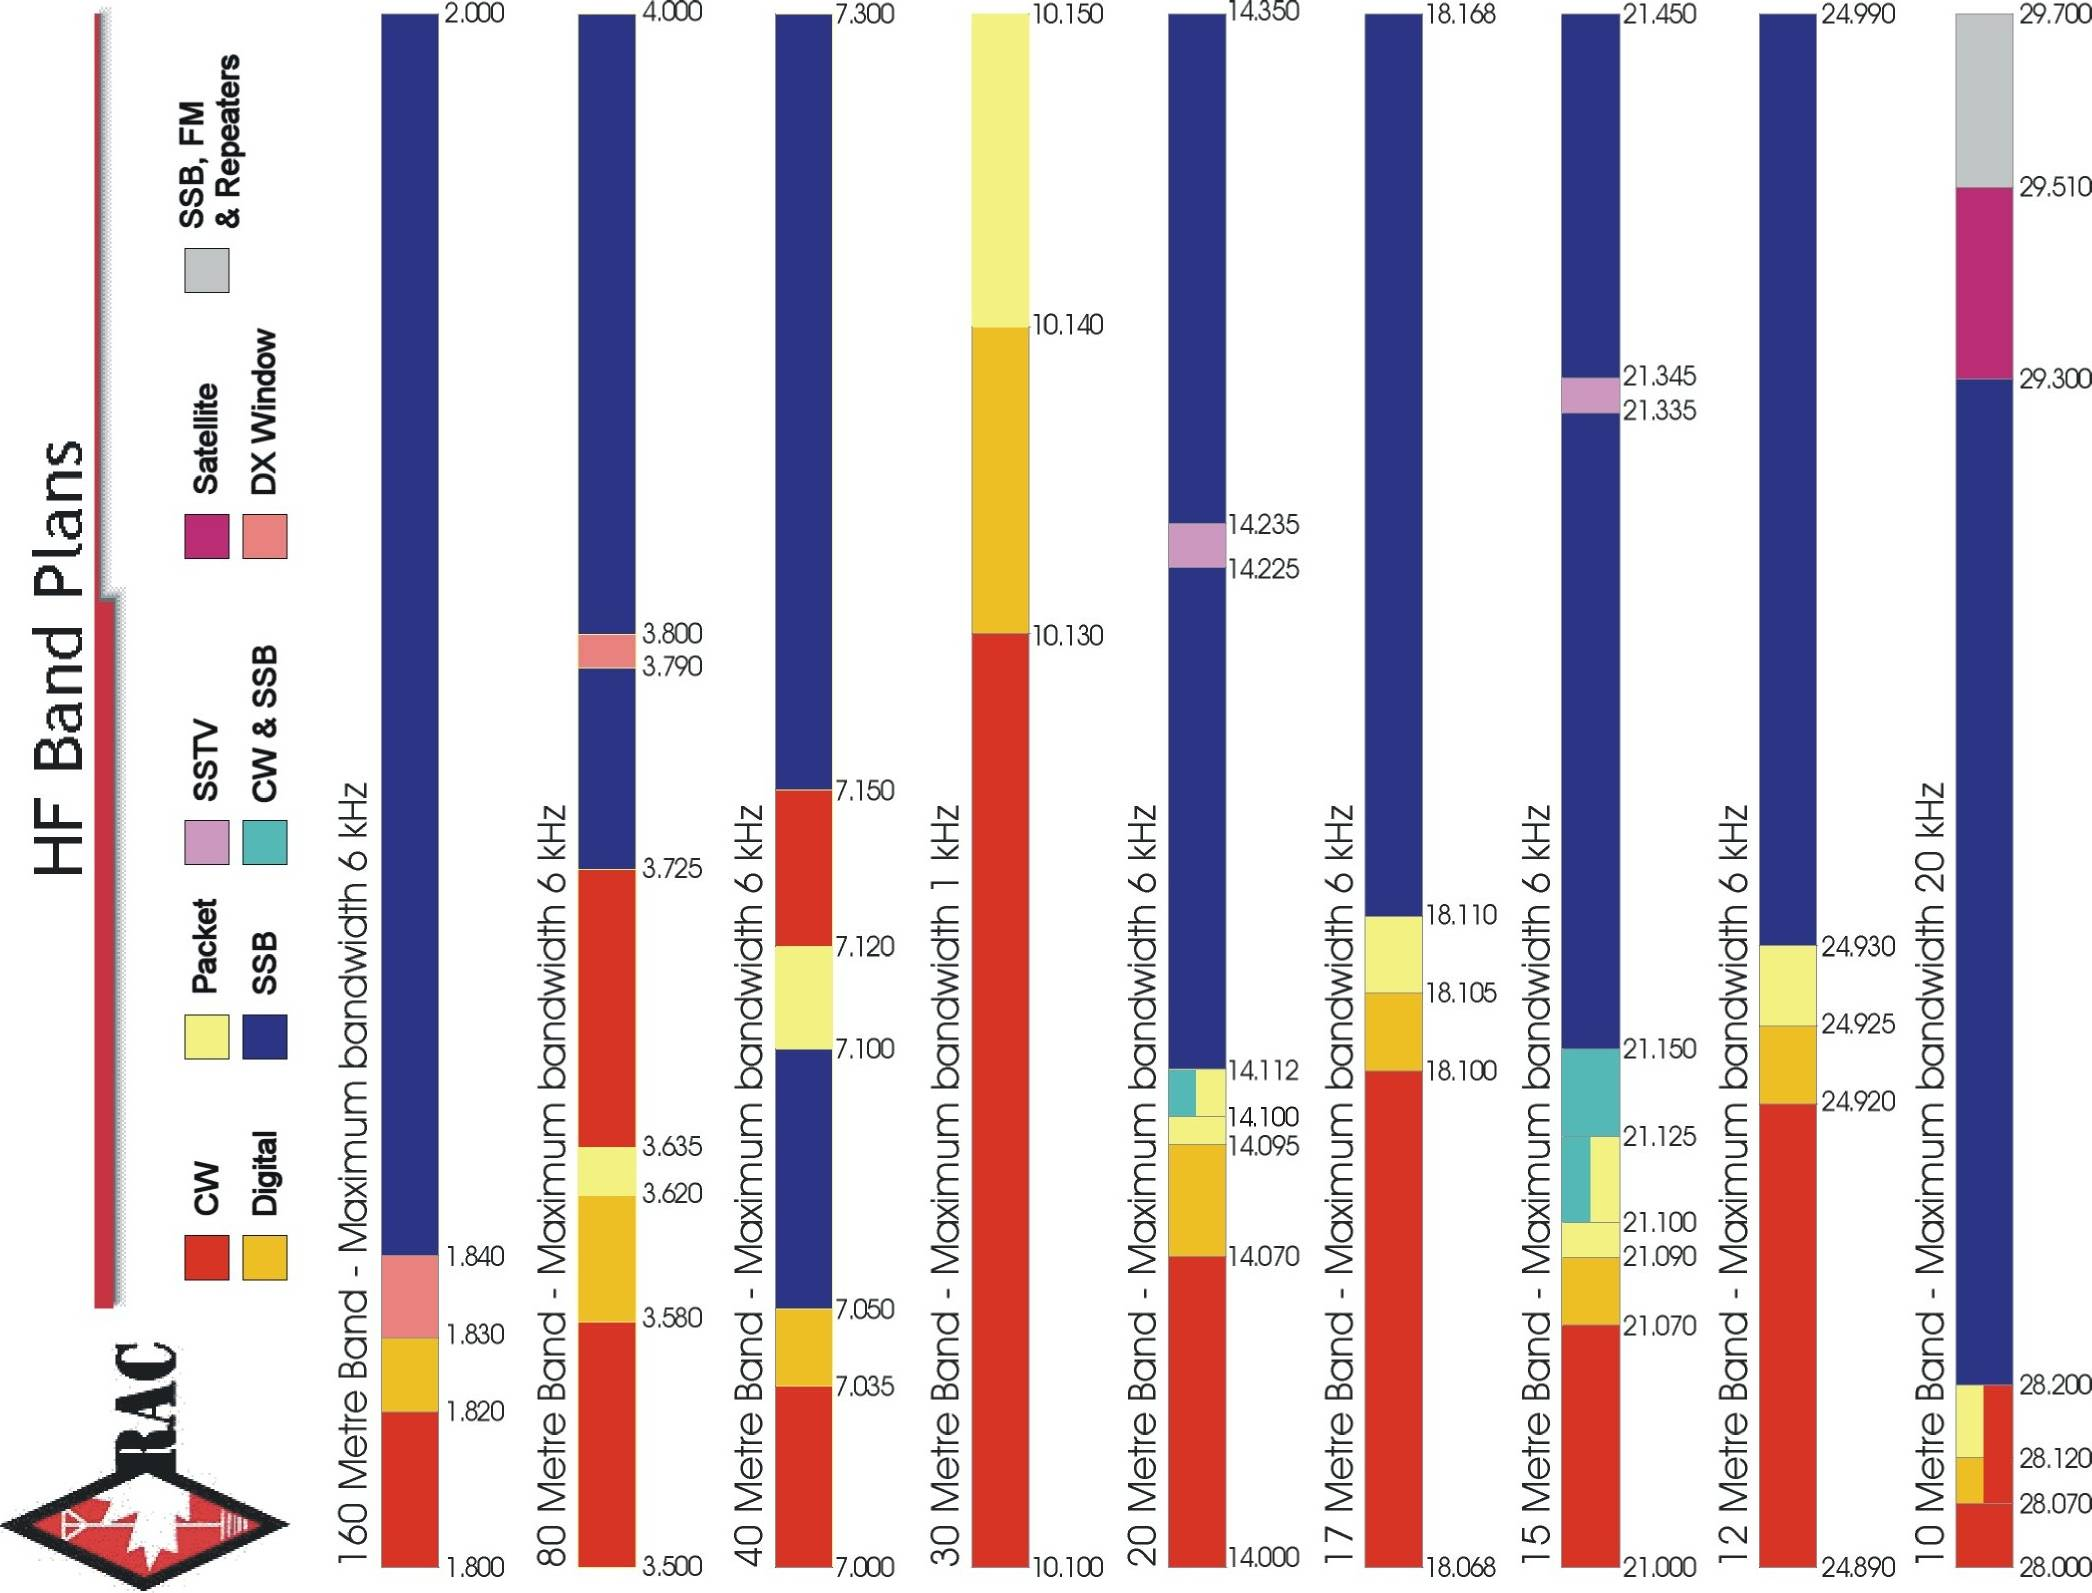 HF Band Plans
RAC
CW
Digital
Packet
SSB
SSTV
CW & SSB
Satellite
DX Window
SSB, FM
& Repeaters
160 Metre Band - Maximum bandwidth 6 kHz
2.000
1.840
1.830
1.820
1.800
80 Metre Band - Maximum bandwidth 6 kHz
4.000
3.800
3.790
3.725
3.635
3.620
3.580
3.500
40 Metre Band - Maximum bandwidth 6 kHz
7.300
7.150
7.120
7.100
7.050
7.035
7.000
30 Metre Band - Maximum bandwidth 1 kHz
10.150
10.140
10.130
10.100
20 Metre Band - Maximum bandwidth 6 kHz
14.350
14.235
14.225
14.112
14.100
14.095
14.070
14.000
17 Metre Band - Maximum bandwidth 6 kHz
18.168
18.110
18.105
18.100
18.068
15 Metre Band - Maximum bandwidth 6 kHz
21.450
21.345
21.335
21.150
21.125
21.100
21.090
21.070
21.000
12 Metre Band - Maximum bandwidth 6 kHz
24.990
24.930
24.925
24.920
24.890
10 Metre Band - Maximum bandwidth 20 kHz
29.700
29.510
29.300
28.200
28.120
28.070
28.000